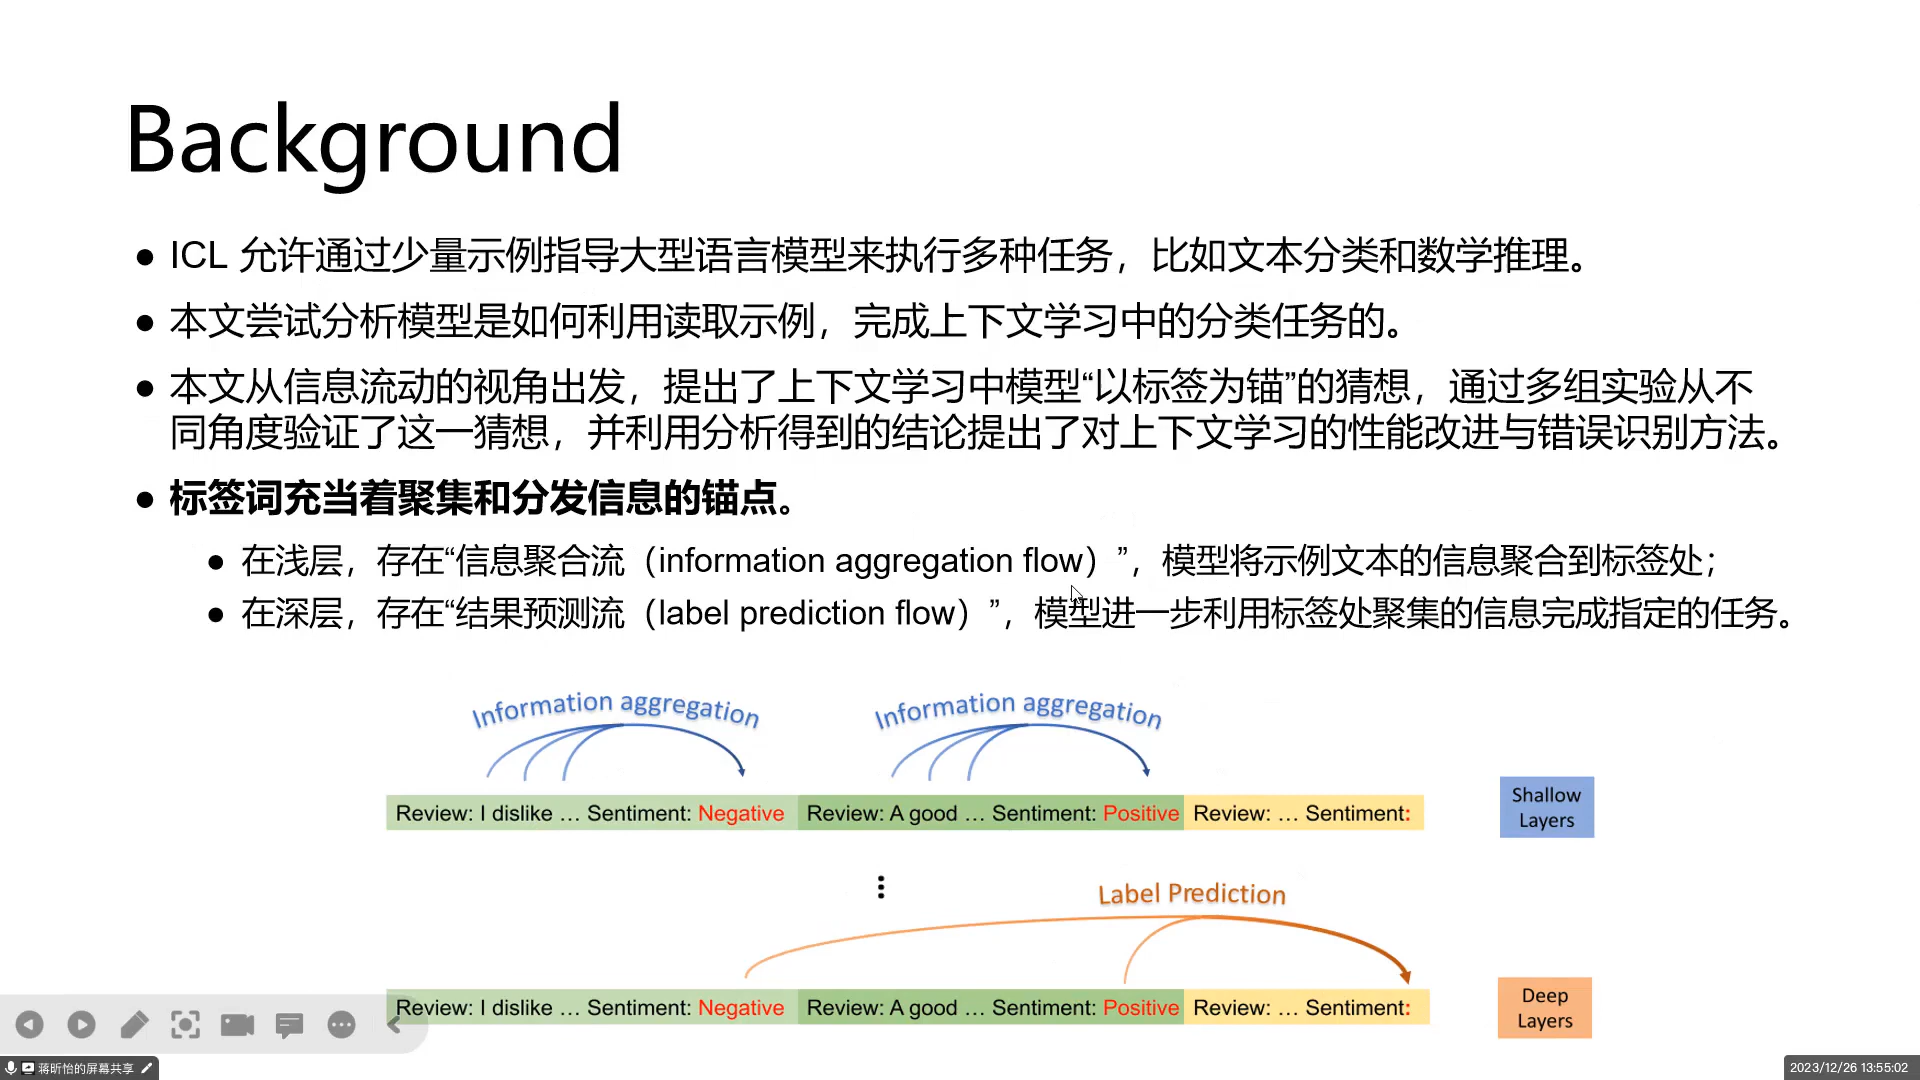 Background
● ICL 允许通过少量示例指导大型语言模型来执行多种任务，比如文本分类和数学推理。
● 本文尝试分析模型是如何利用读取示例，完成上下文学习中的分类任务的。
● 本文从信息流动的视角出发，提出了上下文学习中模型“以标签为锚”的猜想，通过多组实验从不
同角度验证了这一猜想，并利用分析得到的结论提出了对上下文学习的性能改进与错误识别方法。
● 标签词充当着聚集和分发信息的锚点。
● 在浅层，存在“信息聚合流（information aggregation flow）”，模型将示例文本的信息聚合到标签处；
● 在深层，存在“结果预测流（label prediction flow）”，模型进一步利用标签处聚集的信息完成指定的任务。
Information aggregation
Information aggregation
Review: I dislike … Sentiment: Negative Review: A good … Sentiment: Positive Review: … Sentiment:
Shallow
Layers
Label Prediction
Review: I dislike … Sentiment: Negative Review: A good … Sentiment: Positive Review: … Sentiment:
Deep
Layers
蒋昕怡的屏幕共享
2023/12/26 13:55:02